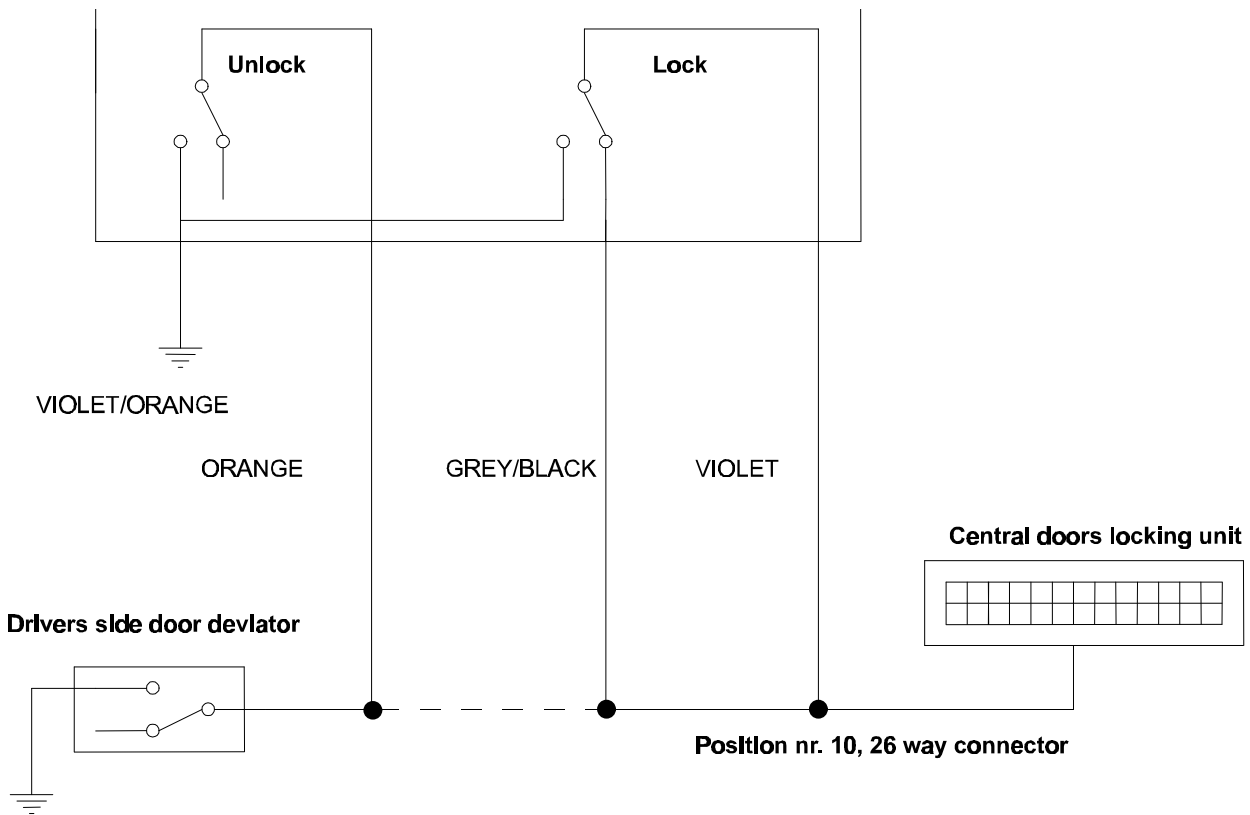 Unlock
Lock
VIOLET/ORANGE
ORANGE
GREY/BLACK
VIOLET
Central doors locking unit
Drivers side door deviator
Position nr. 10, 26 way connector